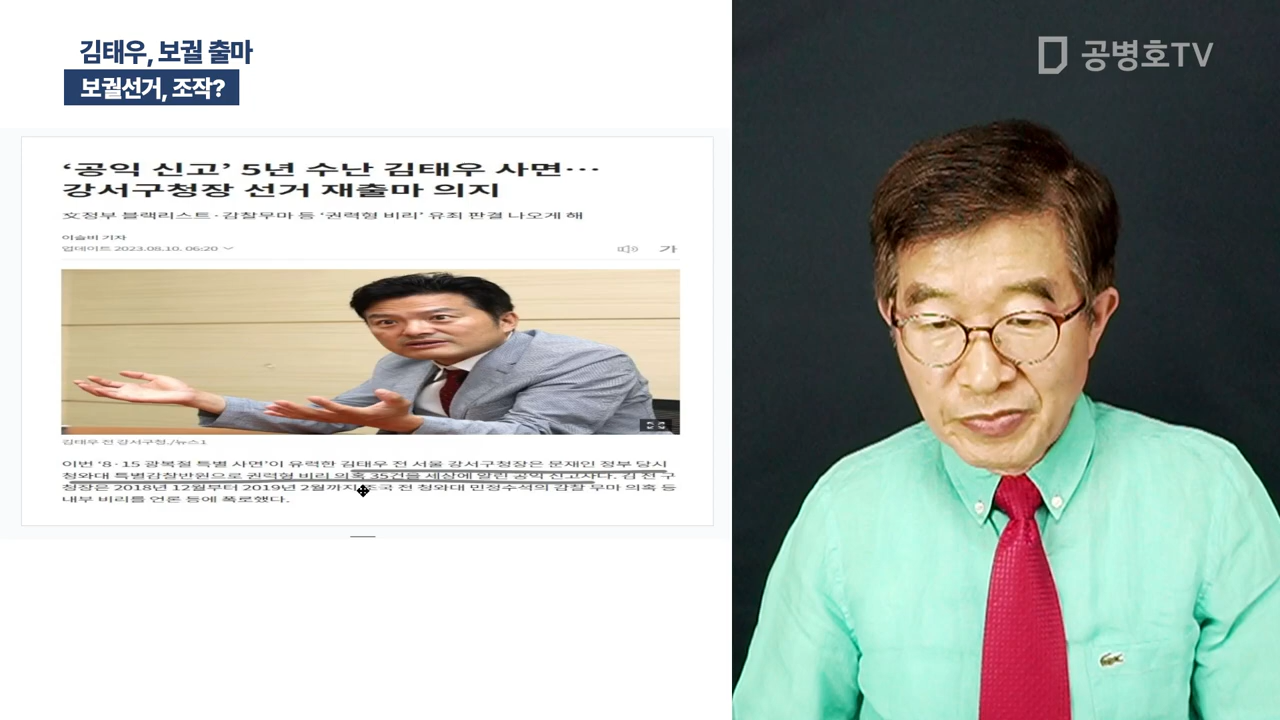 김태우, 보궐 출마
보궐선거, 조작?
공병호TV
‘공익 신고’ 5년 수난 김태우 사면…
강서구청장 선거 재출마 의지
文정부 블랙리스트·감찰무마 등 ‘권력형 비리’ 유죄 판결 나오게 해
이슬비 기자
업데이트 2023.08.10. 06:20
가
김태우 전 강서구청./뉴스1
이번 ‘8·15 광복절 특별 사면’이 유력한 김태우 전 서울 강서구청장은 문재인 정부 당시
청와대 특별감찰반원으로 권력형 비리 의혹 35건을 세상에 알린 공익 신고자다. 김 전 구
청장은 2018년 12월부터 2019년 2월까지 조국 전 청와대 민정수석의 감찰 무마 의혹 등
내부 비리를 언론 등에 폭로했다.